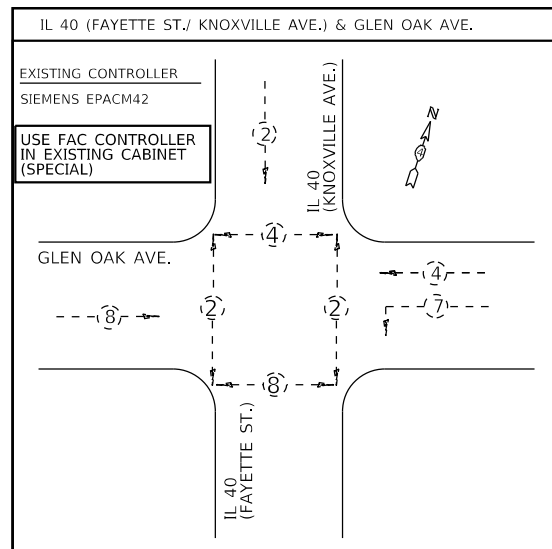 IL 40 (FAYETTE ST./ KNOXVILLE AVE.) & GLEN OAK AVE.
EXISTING CONTROLLER
SIEMENS EPACM42
USE FAC CONTROLLER
IN EXISTING CABINET
(SPECIAL)
2
IL 40
(KNOXVILLE AVE.)
N
4
4
GLEN OAK AVE.
4
8
2
2
7
8
IL 40
(FAYETTE ST.)